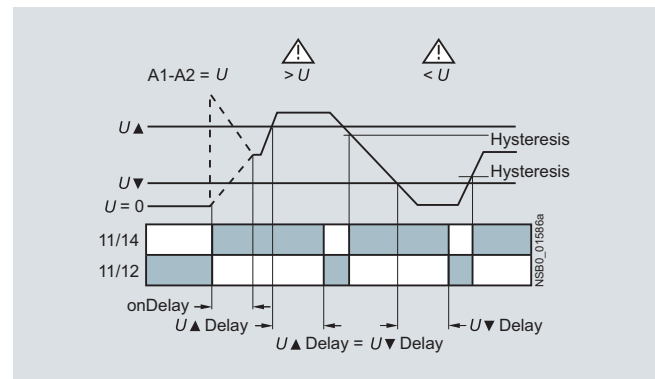 A1-A2 = U
> U
< U
U▲
Hysteresis
Hysteresis
U▼
U = 0
11/14
11/12
NSB0_01586a
onDelay
U▲Delay
U▼Delay
U▲Delay = U▼Delay